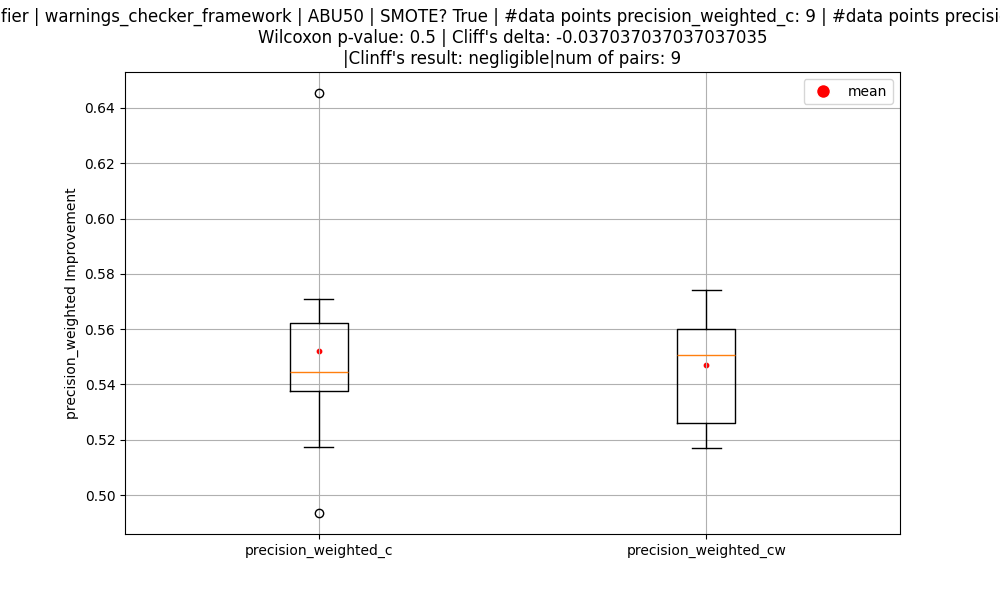 fier | warnings_checker_framework | ABU50 | SMOTE? True | #data points precision_weighted_c: 9 | #data points precisi
Wilcoxon p-value: 0.5 | Cliff's delta: -0.037037037037037035
|Clinff's result: negligible|num of pairs: 9
mean
0.64
0.62
0.60
0.58
0.56
0.54
0.52
0.50
precision_weighted Improvement
precision_weighted_c
precision_weighted_cw